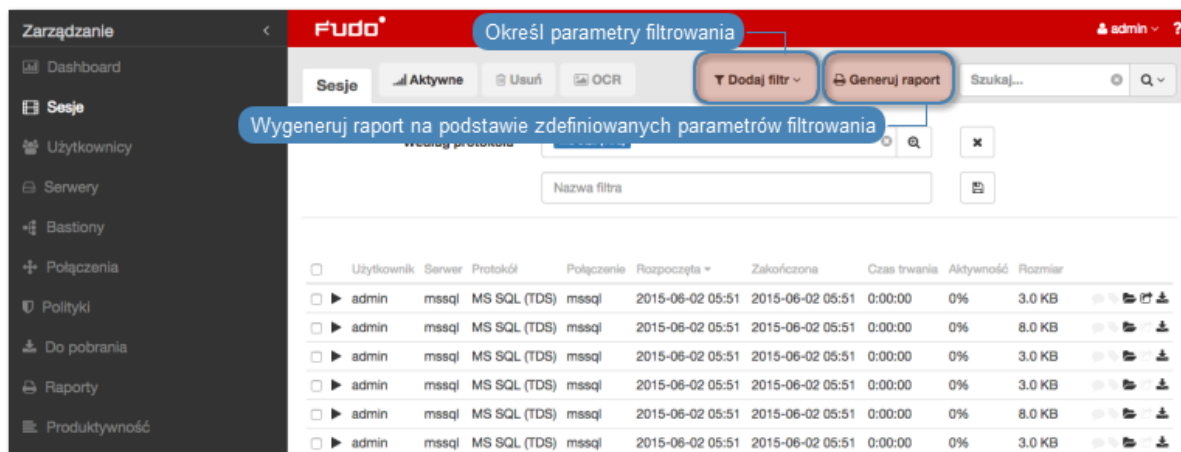 Zarządzanie
Fudo
Określ parametry filtrowania
admin
?
Dashboard
Sesje
Aktywne
Usuń
OCR
Dodaj filtr
Generuj raport
Szukaj...
Sesje
Wygeneruj raport na podstawie zdefiniowanych parametrów filtrowania
Użytkownicy
Według protokołu
Serwery
Nazwa filtra
Bastiony
Połączenia
Użytkownik Serwer Protokół Połączenie Rozpoczęta Zakończona Czas trwania Aktywność Rozmiar
admin mssql MS SQL (TDS) mssql 2015-06-02 05:51 2015-06-02 05:51 0:00:00 0% 3.0 KB
Polityki
admin mssql MS SQL (TDS) mssql 2015-06-02 05:51 2015-06-02 05:51 0:00:00 0% 8.0 KB
Do pobrania
admin mssql MS SQL (TDS) mssql 2015-06-02 05:51 2015-06-02 05:51 0:00:00 0% 3.0 KB
Raporty
admin mssql MS SQL (TDS) mssql 2015-06-02 05:51 2015-06-02 05:51 0:00:00 0% 3.0 KB
admin mssql MS SQL (TDS) mssql 2015-06-02 05:51 2015-06-02 05:51 0:00:00 0% 8.0 KB
Produktywność
admin mssql MS SQL (TDS) mssql 2015-06-02 05:51 2015-06-02 05:51 0:00:00 0% 3.0 KB